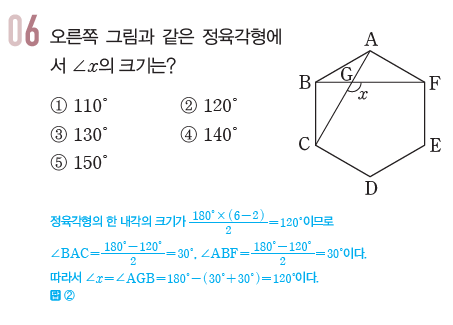 06 오른쪽 그림과 같은 정육각형에
서 ∠x의 크기는?
① 110° ② 120°
③ 130° ④ 140°
⑤ 150°
A
B G F
x
C E
D
정육각형의 한 내각의 크기가 180°×(6-2)/2=120°이므로
∠BAC=180°-120°/2=30°, ∠ABF=180°-120°/2=30°이다.
따라서 ∠x=∠AGB=180°-(30°+30°)=120°이다.
답 ②